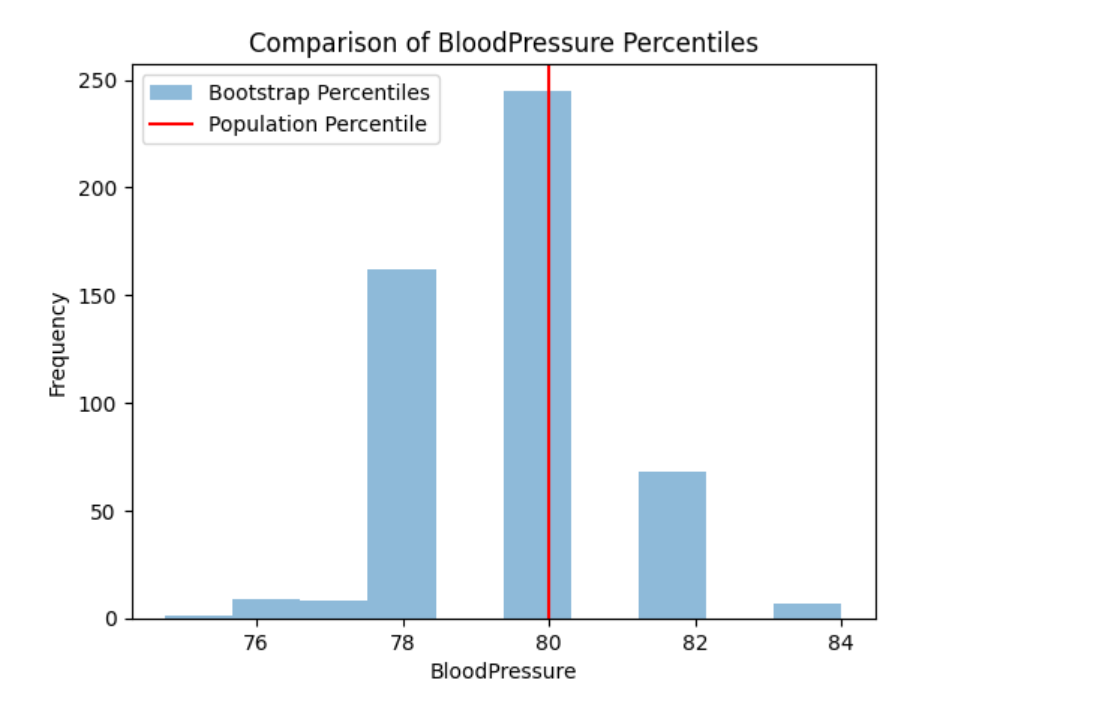 Comparison of BloodPressure Percentiles
Bootstrap Percentiles
Population Percentile
250
200
150
100
50
0
Frequency
76 78 80 82 84
BloodPressure